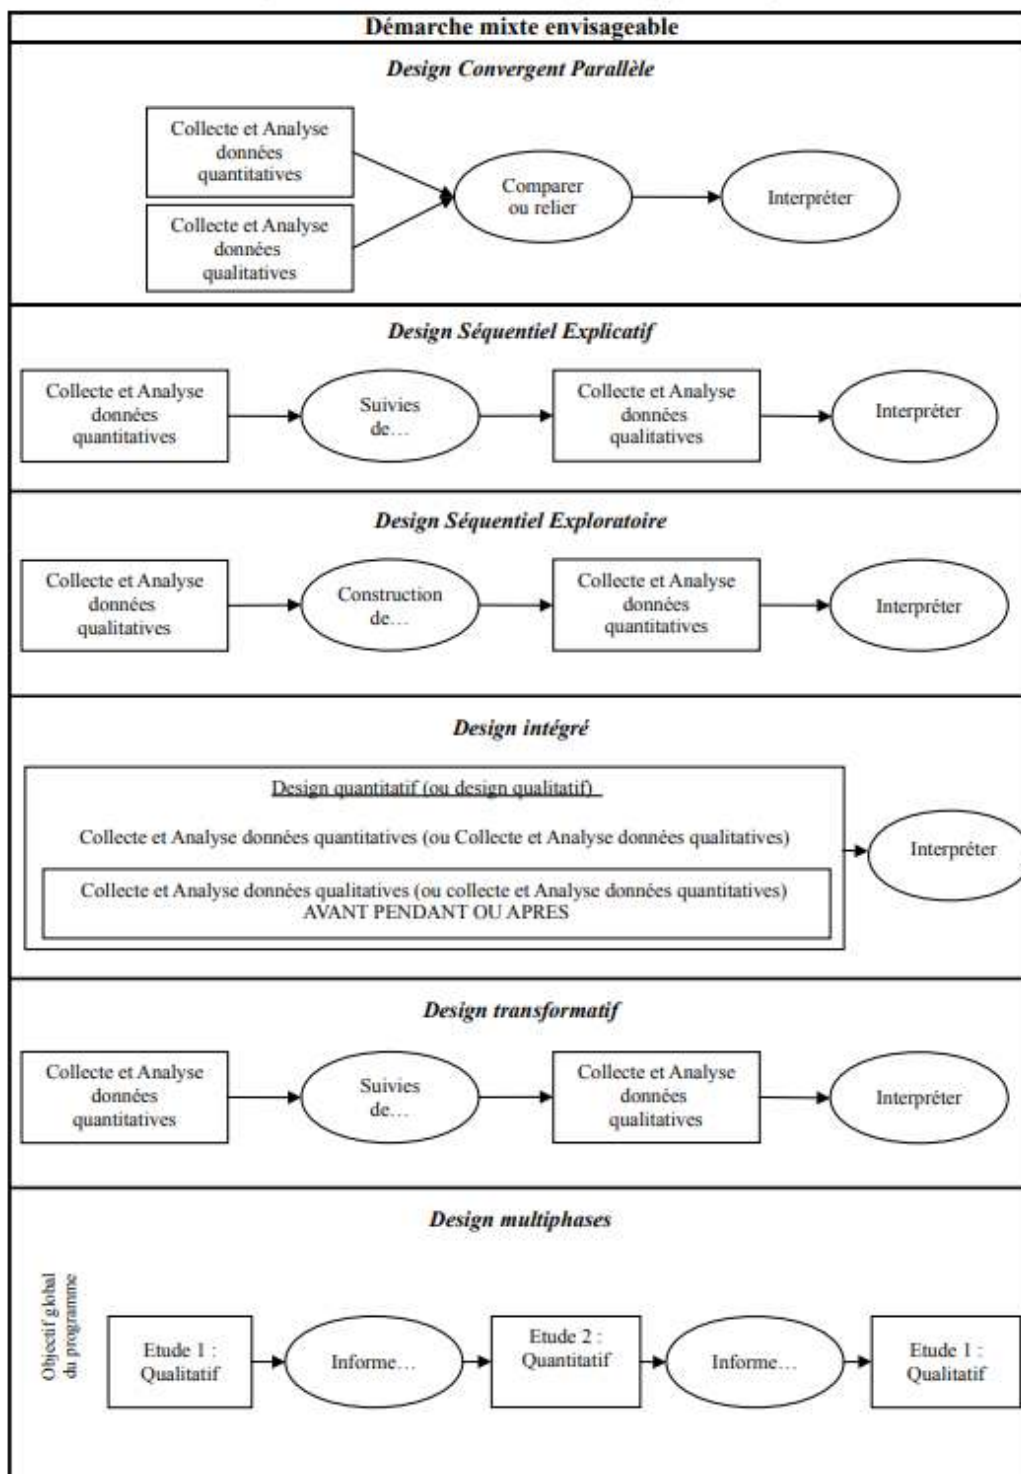 Démarche mixte envisageable
Design Convergent Parallèle
Collecte et Analyse
données
quantitatives
Collecte et Analyse
données
qualitatives
Comparer
ou relier
Interpréter
Design Séquentiel Explicatif
Collecte et Analyse
données
quantitatives
Suivies
de…
Collecte et Analyse
données
qualitatives
Interpréter
Design Séquentiel Exploratoire
Collecte et Analyse
données
qualitatives
Construction
de…
Collecte et Analyse
données
quantitatives
Interpréter
Design intégré
Design quantitatif (ou design qualitatif)
Collecte et Analyse données quantitatives (ou Collecte et Analyse données qualitatives)
Collecte et Analyse données qualitatives (ou collecte et Analyse données quantitatives)
AVANT PENDANT OU APRES
Interpréter
Design transformatif
Collecte et Analyse
données
quantitatives
Suivies
de…
Collecte et Analyse
données
qualitatives
Interpréter
Design multiphases
Objectif global
du programme
Etude 1 :
Qualitatif
Informe…
Etude 2 :
Quantitatif
Informe…
Etude 1 :
Qualitatif